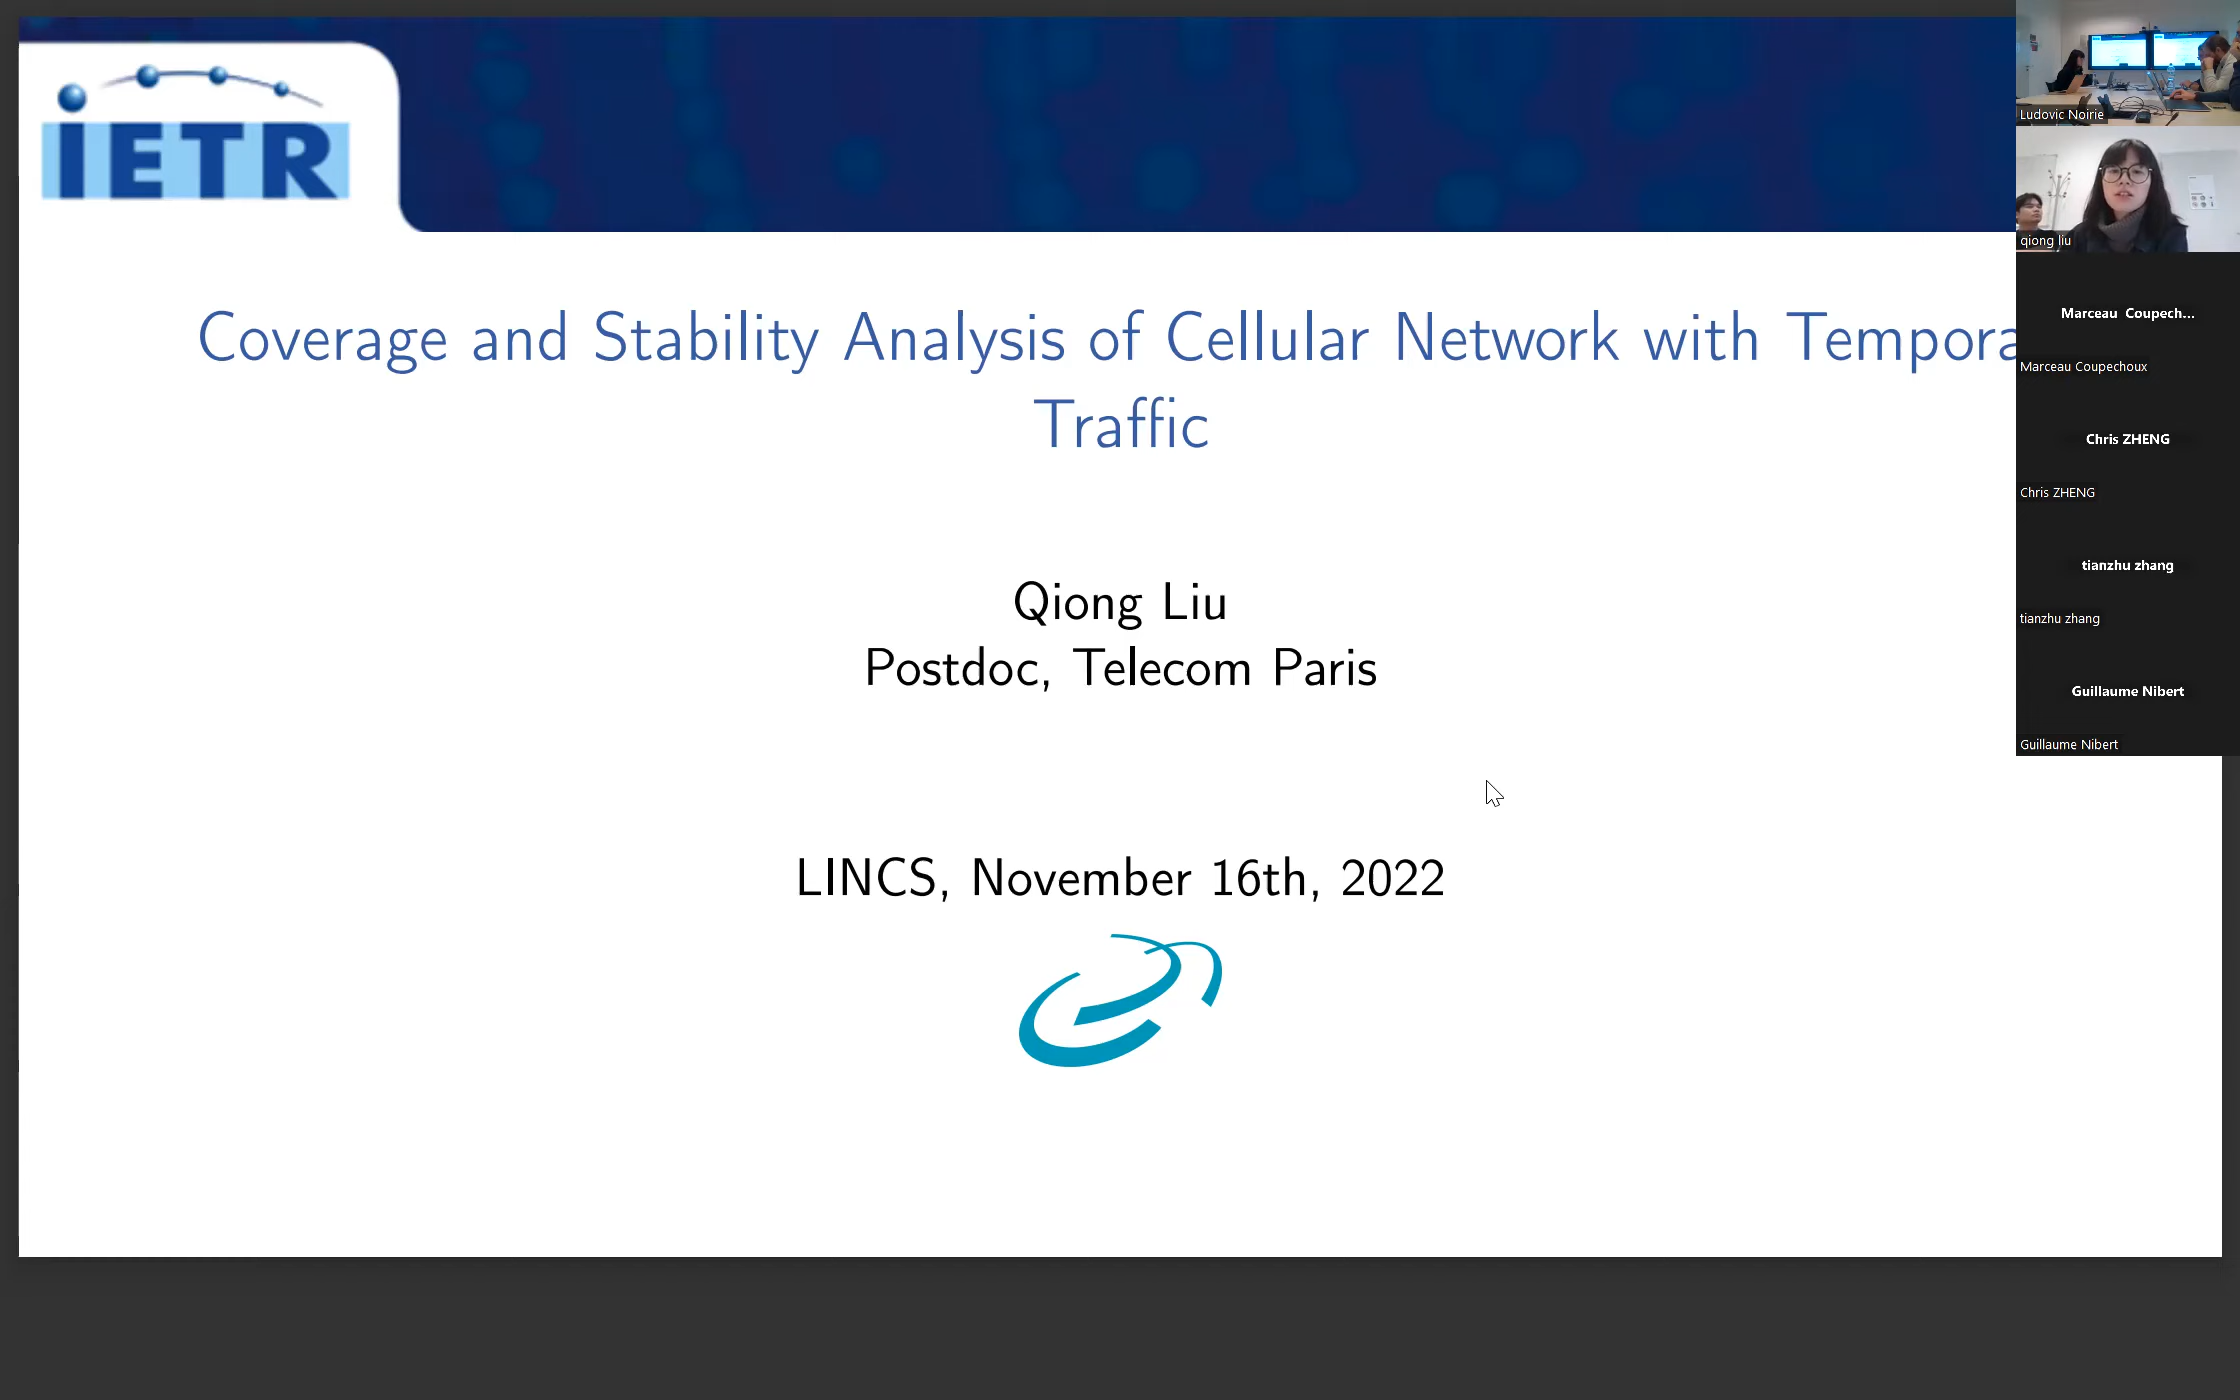 iETR
Coverage and Stability Analysis of Cellular Network with Tempora
Traffic
Qiong Liu
Postdoc, Telecom Paris
LINCS, November 16th, 2022
Ludovic Noirie
qiong liu
Marceau Coupech...
Marceau Coupechoux
Chris ZHENG
Chris ZHENG
tianzhu zhang
tianzhu zhang
Guillaume Nibert
Guillaume Nibert